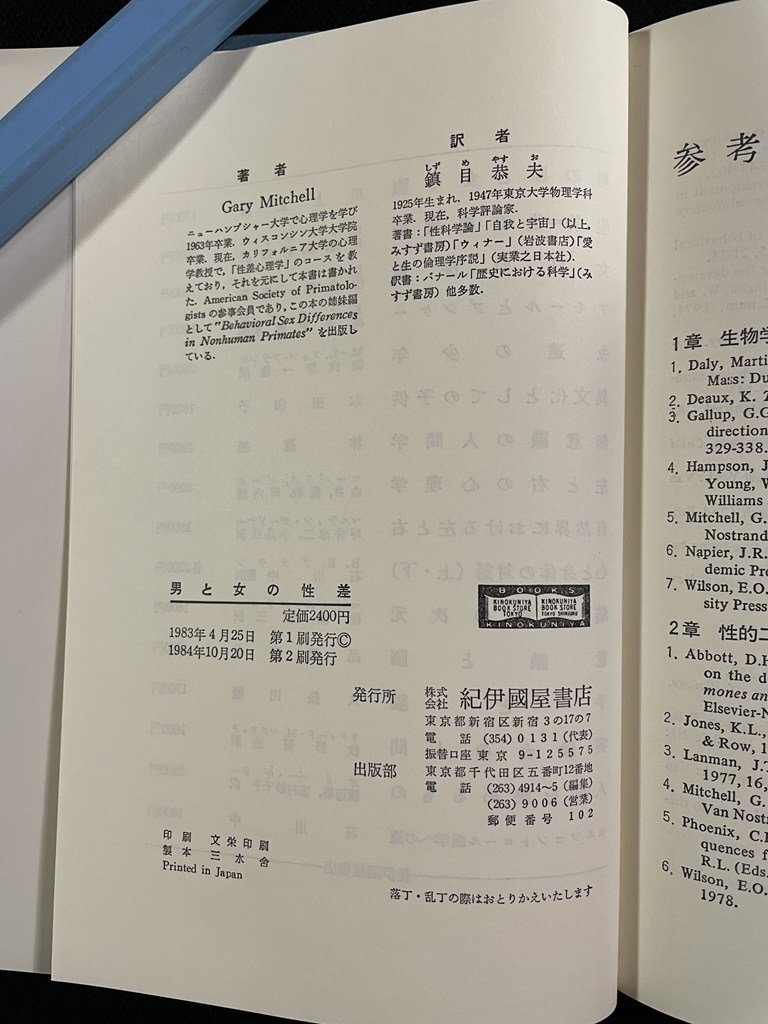 著者
Gary Mitchell
ニューハンプシャー大学で心理学を学び
1963年卒業．ウィスコンシン大学大学院
卒業．現在，カリフォルニア大学の心理
学教授で，「性差心理学」のコースを教
えており，それを元にして本書は書かれ
た．American Society of Primatolo-
gistsの参事会員であり，この本の姉妹編
として"Behavioral Sex Differences
in Nonhuman Primates"を出版し
ている．
訳者
しずめ やすお
鎮目恭夫
1925年生まれ．1947年東京大学物理学科
卒業．現在，科学評論家．
著書：「性科学論」「自我と宇宙」（以上，
みすず書房）「ウィナー」（岩波書店）「愛
と生の倫理学序説」（実業之日本社）．
訳書：バナール「歴史における科学」（み
すず書房）他多数．
男と女の性差
定価2400円
1983年4月25日 第1刷発行©
1984年10月20日 第2刷発行
BOOKS
KINOKUNIYA BOOK STORE TOKYO
KINOKUNIYA BOOK STORE TOKYO SHINJUKU
KINOKUNIYA
発行所 株式会社 紀伊國屋書店
東京都新宿区新宿3の17の7
電話 (354) 0131 (代表)
振替口座 東京 9-125575
出版部 東京都千代田区五番町12番地
電話 (263) 4914～5 (編集)
(263) 9006 (営業)
郵便番号 102
印刷 文栄印刷
製本 三水舎
Printed in Japan
落丁・乱丁の際はおとりかえいたします
参考
1章 生物学
1. Daly, Marti
Mass: Du
2. Deaux, K. T
3. Gallup, G.G
direction
329-338.
4. Hampson, J
Young, W
Williams
5. Mitchell, G.
Nostrand
6. Napier, J.R.
demic Pre
7. Wilson, E.O.
sity Press
2章 性的二
1. Abbott, D.H
on the d
mones an
Elsevier-N
2. Jones, K.L.,
& Row, 1
3. Lanman, J.T
1977, 16,
4. Mitchell, G.
Van Nost
5. Phoenix, C.H
quences f
R.L. (Eds.
6. Wilson, E.O.
1978.